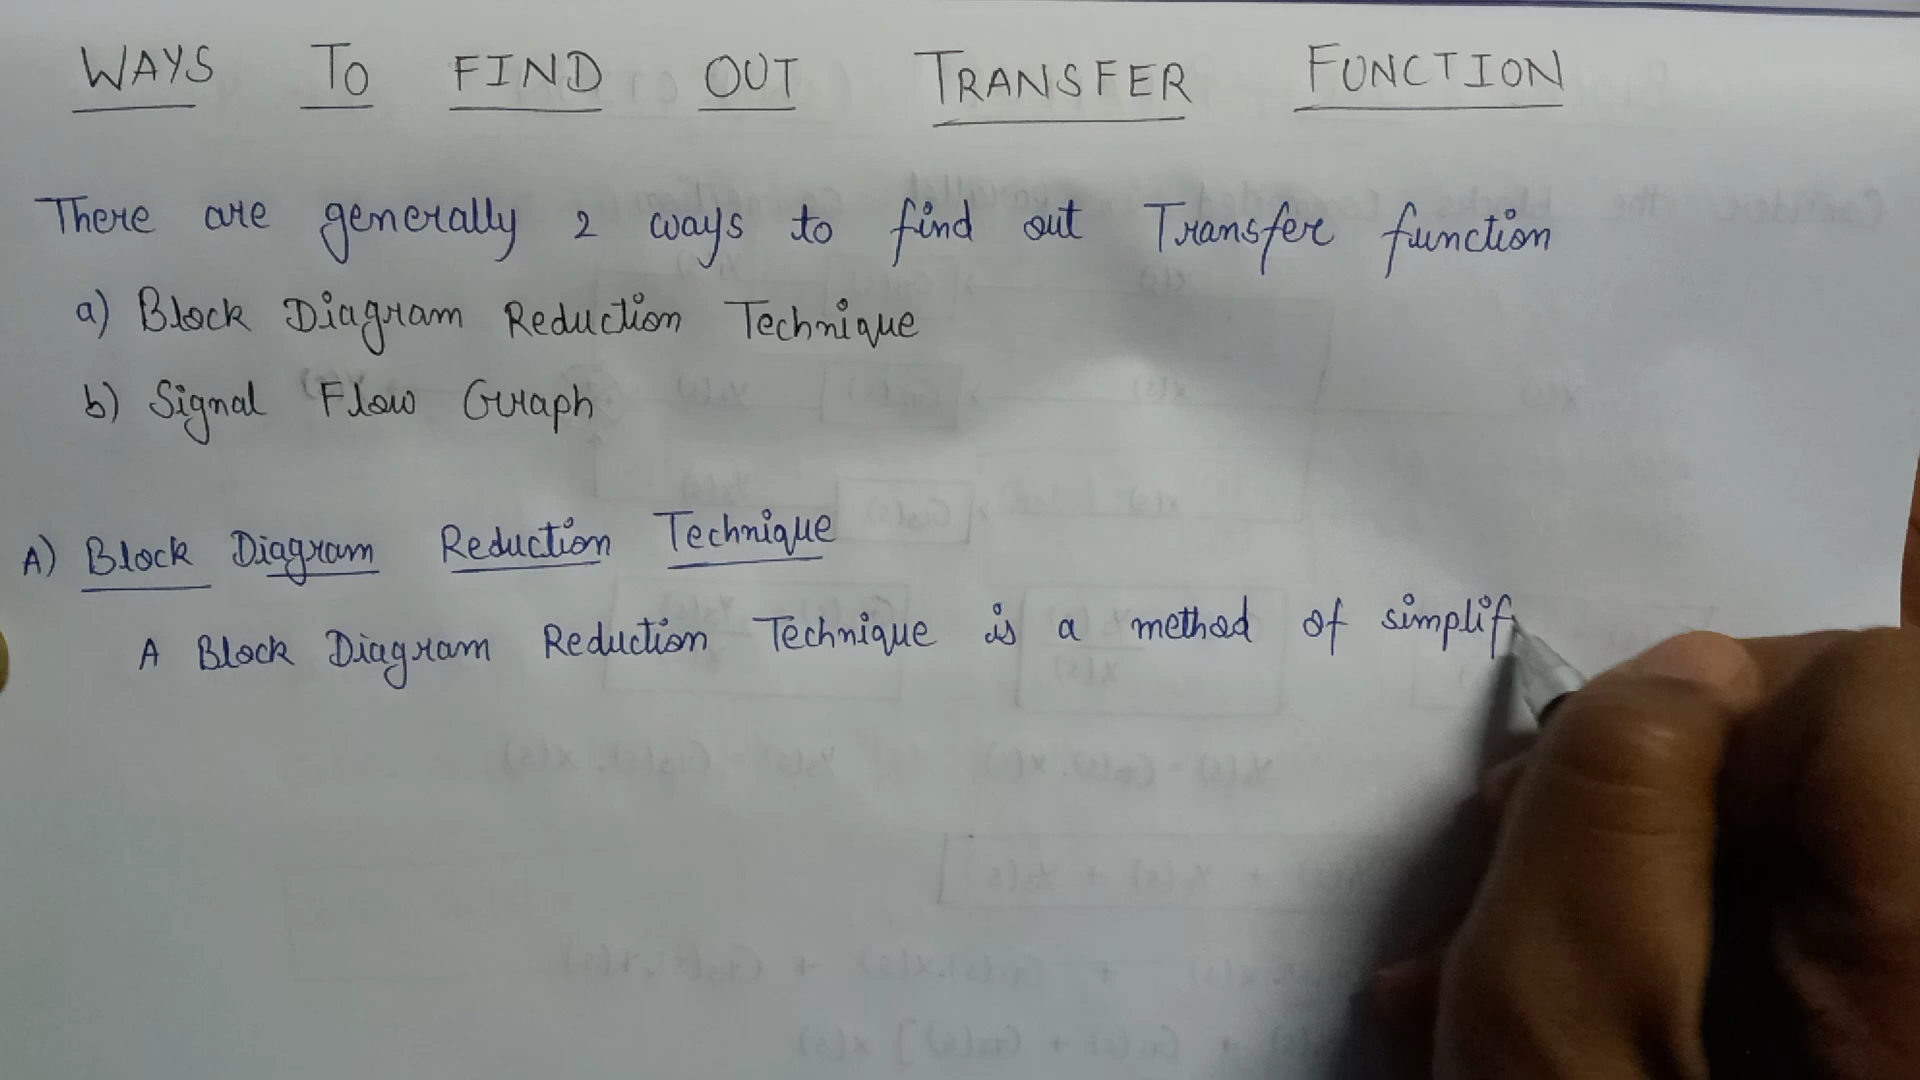 WAYS TO FIND OUT TRANSFER FUNCTION
There are generally 2 ways to find out Transfer function
a) Block Diagram Reduction Technique
b) Signal Flow Graph
A) Block Diagram Reduction Technique
A Block Diagram Reduction Technique is a method of simplif